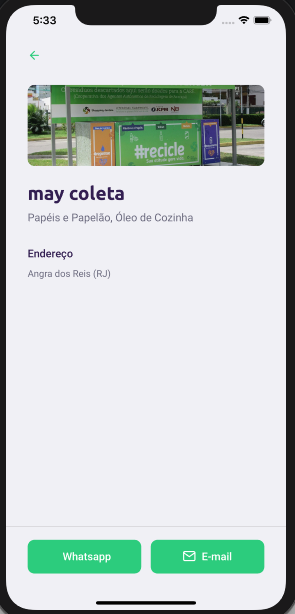 5:33
#recicle
may coleta
Papéis e Papelão, Óleo de Cozinha
Endereço
Angra dos Reis (RJ)
Whatsapp
E-mail